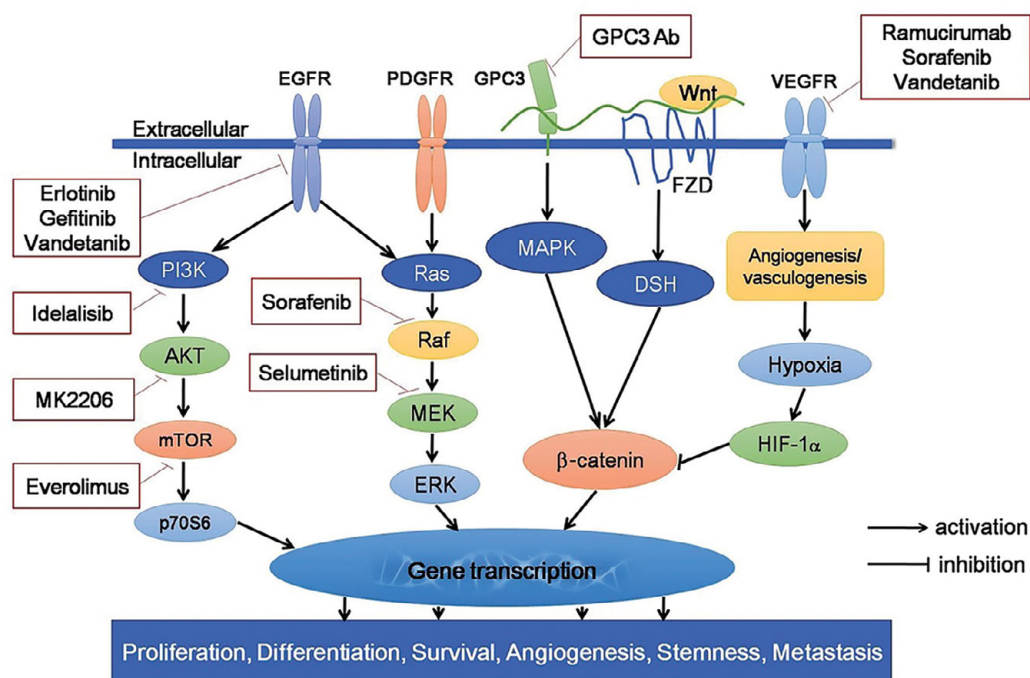 GPC3 Ab
Ramucirumab
Sorafenib
Vandetanib
EGFR
PDGFR
GPC3
Wnt
VEGFR
Extracellular
Intracellular
FZD
Erlotinib
Gefitinib
Vandetanib
PI3K
Ras
MAPK
DSH
Angiogenesis/
vasculogenesis
Idelalisib
Sorafenib
Raf
AKT
Selumetinib
Hypoxia
MK2206
MEK
mTOR
β-catenin
HIF-1α
Everolimus
ERK
p70S6
activation
inhibition
Gene transcription
Proliferation, Differentiation, Survival, Angiogenesis, Stemness, Metastasis